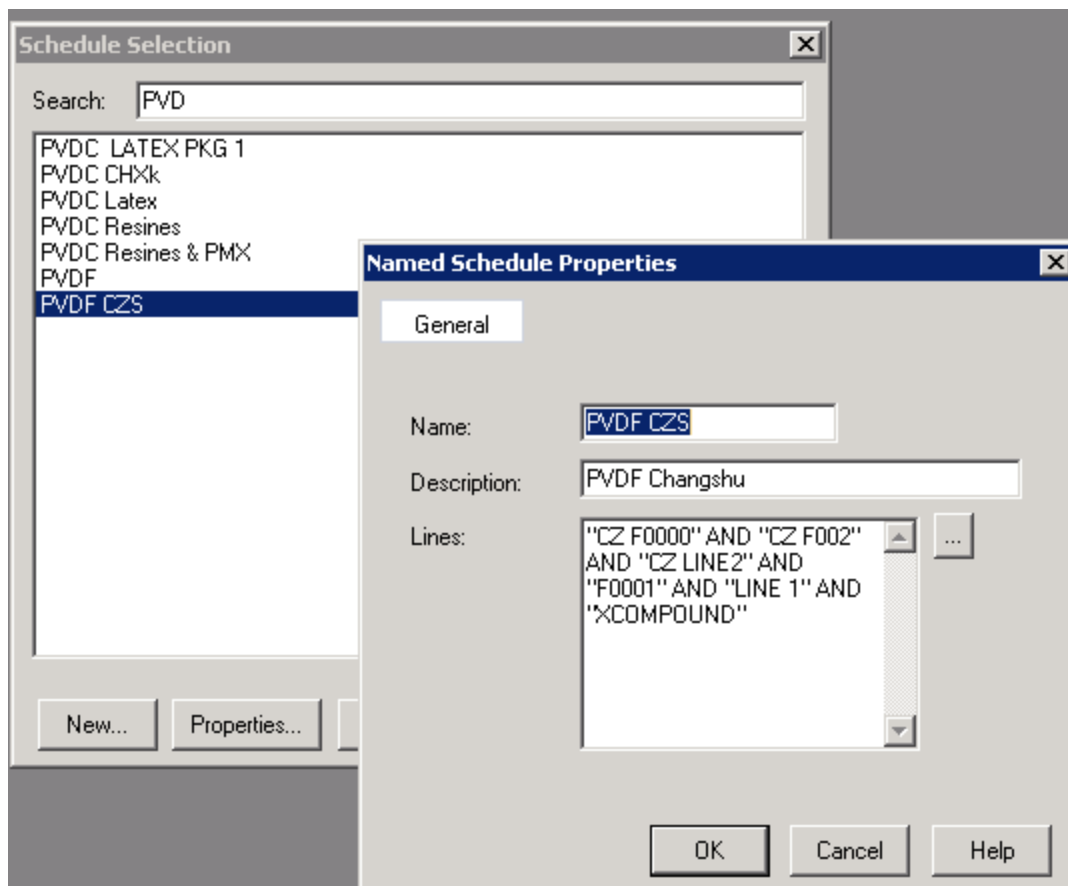 Schedule Selection
Search: PVD
PVDC  LATEX PKG 1
PVDC CHXk
PVDC Latex
PVDC Resines
PVDC Resines & PMX
PVDF
PVDF CZS
New... Properties...
Named Schedule Properties
General
Name: PVDF CZS
Description: PVDF Changshu
Lines: "CZ F0000" AND "CZ F002" ...
AND "CZ LINE2" AND
"F0001" AND "LINE 1" AND
"XCOMPOUND"
OK Cancel Help